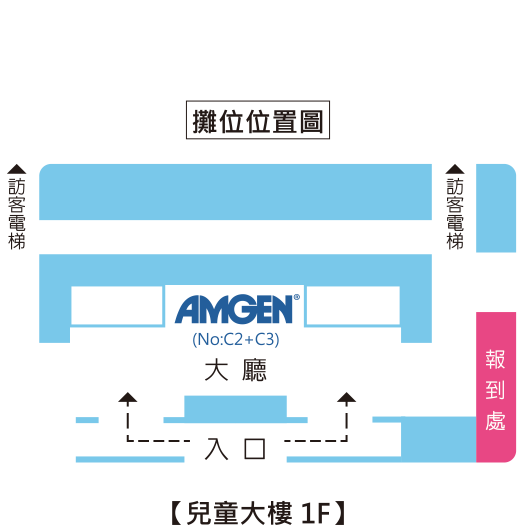 攤位位置圖
訪客電梯
訪客電梯
AMGEN®
(No:C2+C3)
大廳
報到處
入口
【兒童大樓 1F】